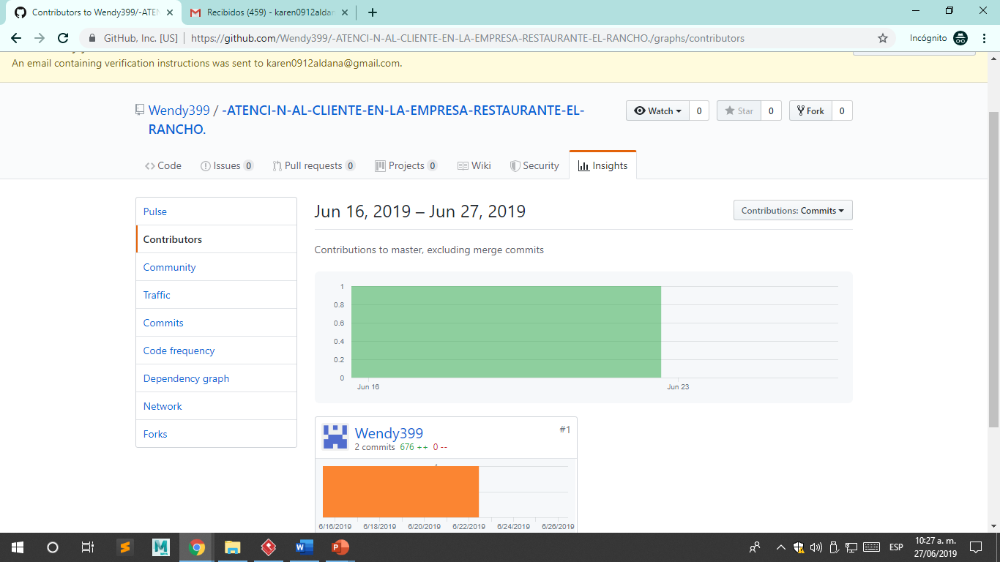 Contributors to Wendy399/-ATEN
Recibidos (459) - karen0912aldan
GitHub, Inc. [US] | https://github.com/Wendy399/-ATENCI-N-AL-CLIENTE-EN-LA-EMPRESA-RESTAURANTE-EL-RANCHO./graphs/contributors
Incógnito
An email containing verification instructions was sent to karen0912aldana@gmail.com.
Wendy399 / -ATENCI-N-AL-CLIENTE-EN-LA-EMPRESA-RESTAURANTE-EL-
RANCHO.
Watch 0 Star 0 Fork 0
Code Issues 0 Pull requests 0 Projects 0 Wiki Security Insights
Pulse
Contributors
Community
Traffic
Commits
Code frequency
Dependency graph
Network
Forks
Jun 16, 2019 – Jun 27, 2019
Contributions: Commits
Contributions to master, excluding merge commits
1
0.8
0.6
0.4
0.2
0
Jun 16 Jun 23
Wendy399 #1
2 commits 676 ++ 0 --
6/16/2019 6/18/2019 6/20/2019 6/22/2019 6/24/2019 6/26/2019
ESP
10:27 a. m.
27/06/2019